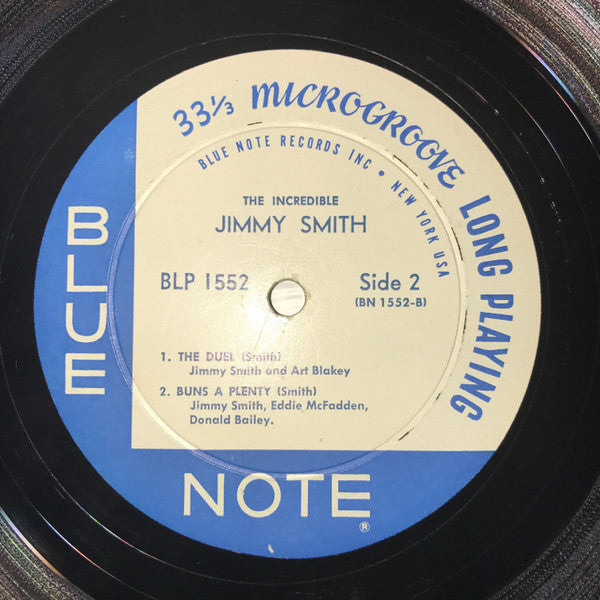 33⅓ MICROGROOVE LONG PLAYING
BLUE NOTE RECORDS INC • NEW YORK USA
THE INCREDIBLE
JIMMY SMITH
BLP 1552 Side 2
(BN 1552-B)
1. THE DUEL (Smith)
Jimmy Smith and Art Blakey
2. BUNS A PLENTY (Smith)
Jimmy Smith, Eddie McFadden,
Donald Bailey.
BLUE
NOTE®